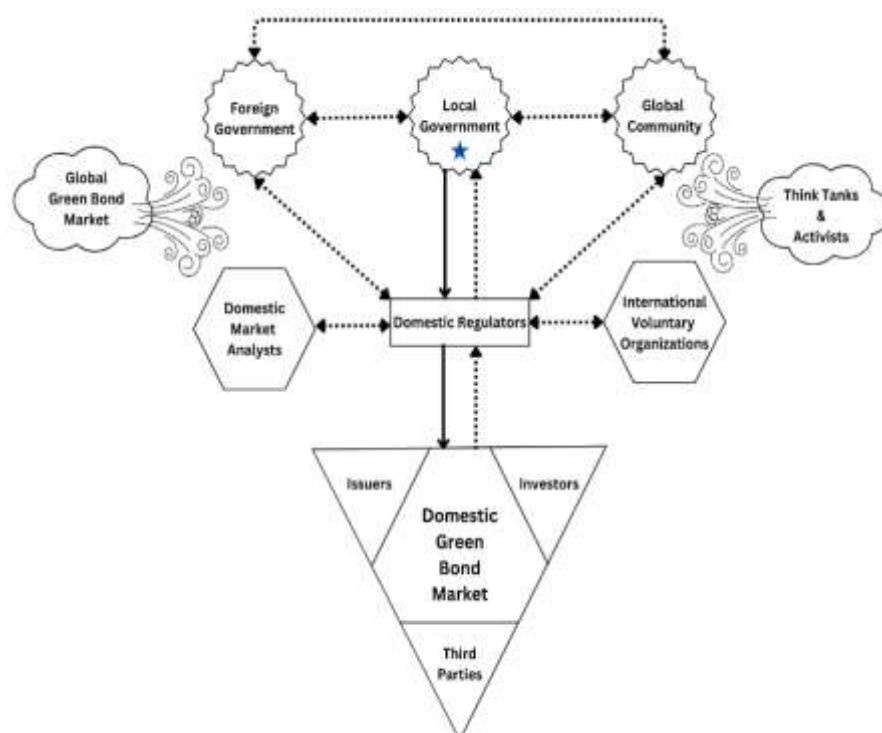 Foreign
Government
Local
Government
Global
Community
Global
Green Bond
Market
Think Tanks
&
Activists
Domestic
Market
Analysts
Domestic Regulators
International
Voluntary
Organizations
Issuers
Investors
Domestic
Green
Bond
Market
Third
Parties